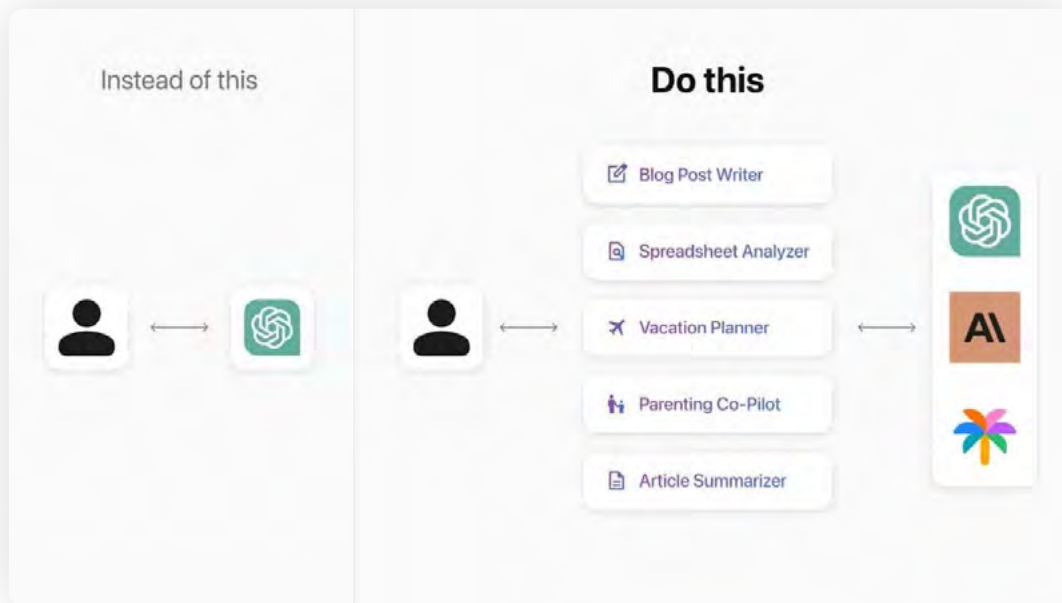 Instead of this
Do this
Blog Post Writer
Spreadsheet Analyzer
Vacation Planner
Parenting Co-Pilot
Article Summarizer
A\